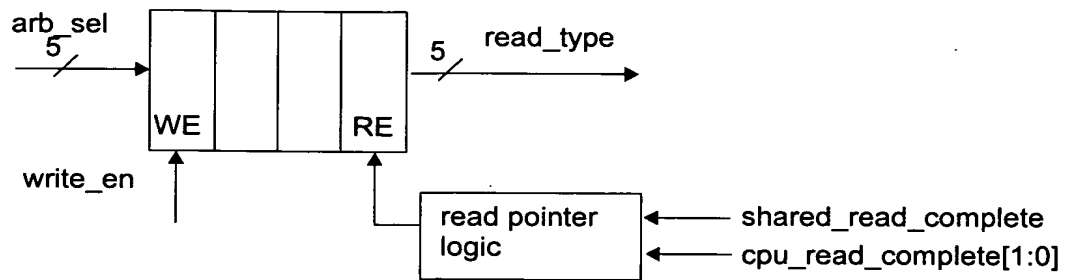 arb_sel
5
5
read_type
WE
RE
write_en
read pointer
logic
shared_read_complete
cpu_read_complete[1:0]